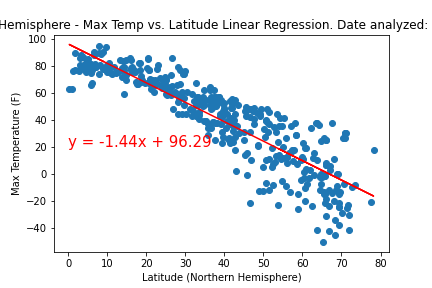 Hemisphere - Max Temp vs. Latitude Linear Regression. Date analyzed:
100
80
60
40
20
0
−20
−40
Max Temperature (F)
y = -1.44x + 96.29
0 10 20 30 40 50 60 70 80
Latitude (Northern Hemisphere)